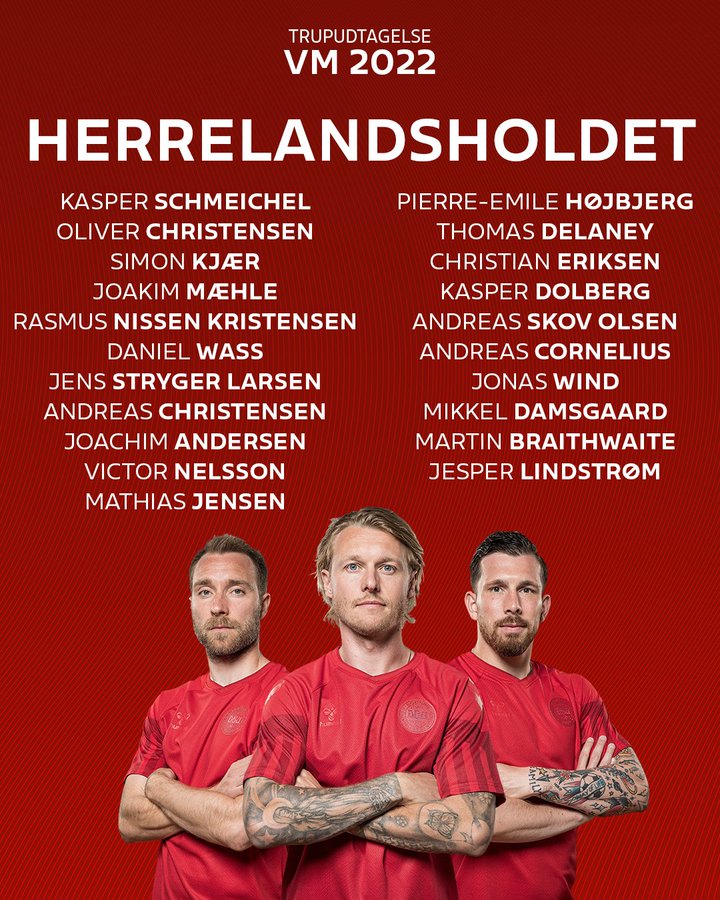 TRUPUDTAGELSE
VM 2022
HERRELANDSHOLDET
KASPER SCHMEICHEL
OLIVER CHRISTENSEN
SIMON KJÆR
JOAKIM MÆHLE
RASMUS NISSEN KRISTENSEN
DANIEL WASS
JENS STRYGER LARSEN
ANDREAS CHRISTENSEN
JOACHIM ANDERSEN
VICTOR NELSSON
MATHIAS JENSEN
PIERRE-EMILE HØJBJERG
THOMAS DELANEY
CHRISTIAN ERIKSEN
KASPER DOLBERG
ANDREAS SKOV OLSEN
ANDREAS CORNELIUS
JONAS WIND
MIKKEL DAMSGAARD
MARTIN BRAITHWAITE
JESPER LINDSTRØM